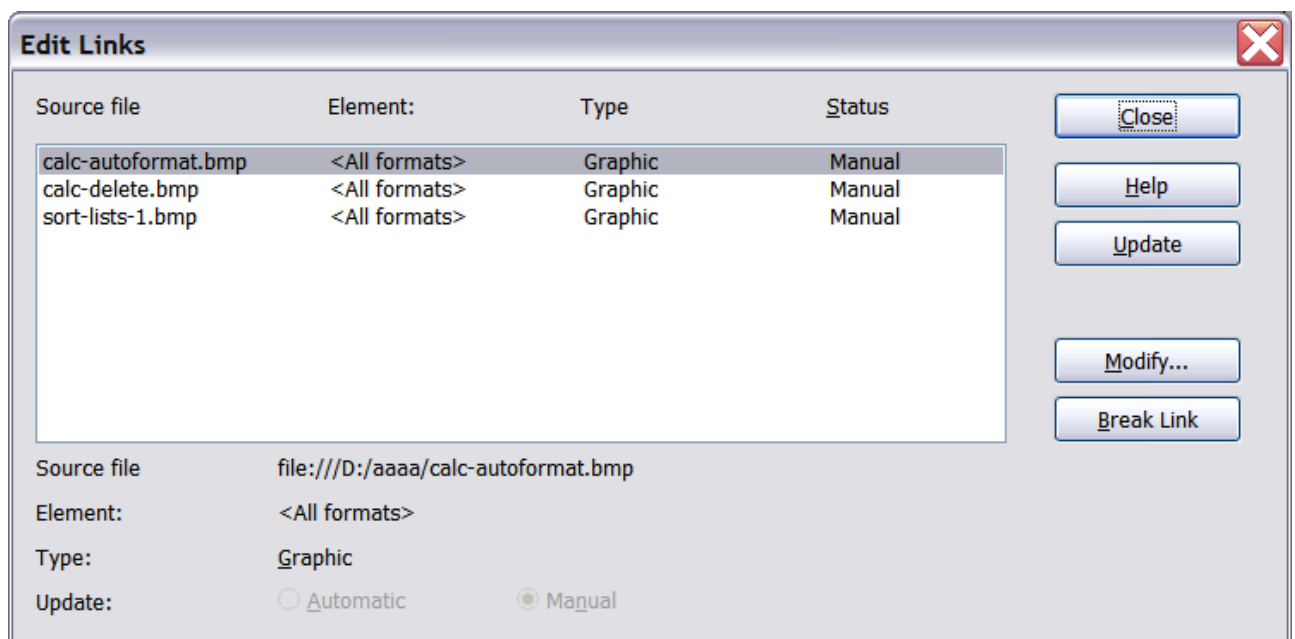 Edit Links
Source file Element: Type Status
Close
calc-autoformat.bmp <All formats> Graphic Manual
calc-delete.bmp <All formats> Graphic Manual
Help
sort-lists-1.bmp <All formats> Graphic Manual
Update
Modify...
Break Link
Source file file:///D:/aaaa/calc-autoformat.bmp
Element: <All formats>
Type: Graphic
Update: Automatic Manual